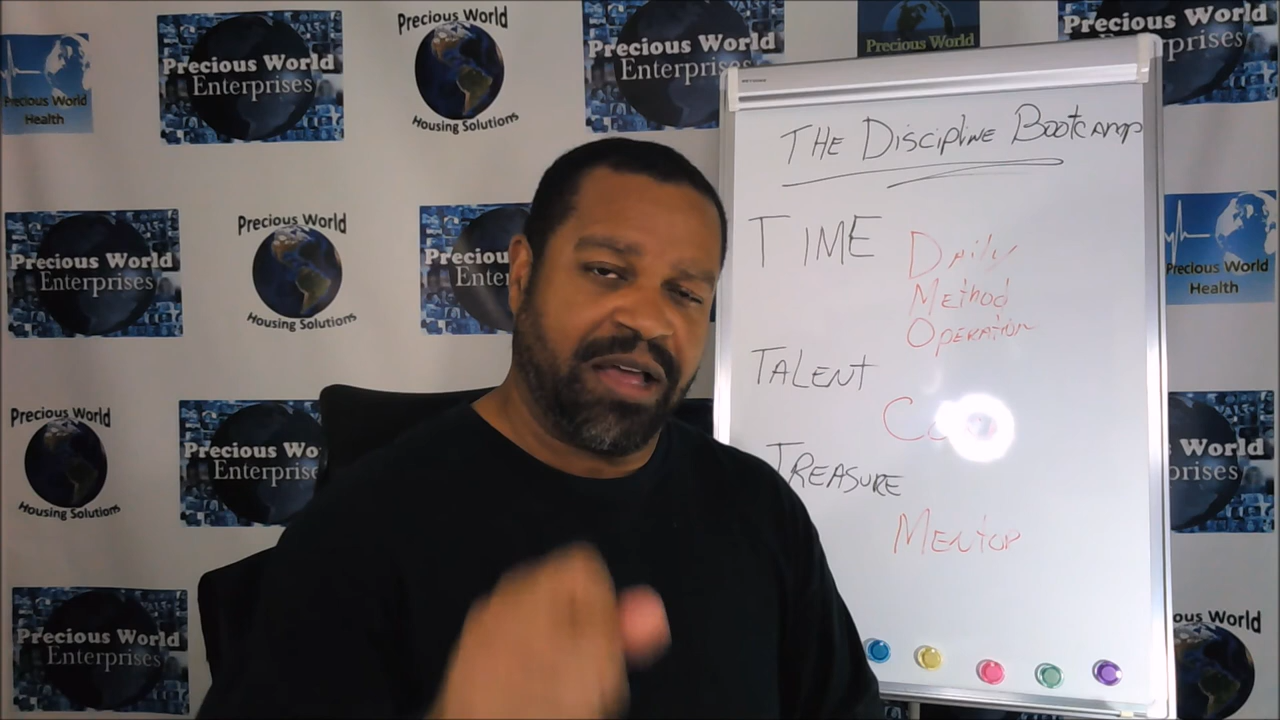 Precious World
Health
Precious World
Enterprises
Precious World
Housing Solutions
Precious World
Enterprises
Precious World
Precious World
Enterprises
Precious World
Enterprises
Precious World
Housing Solutions
Precious World
Health
Precious World
Housing Solutions
Precious
World
Precious World
Enterprises
THE DISCIPLINE BOOTCAMP
TIME
DAily
MeThod
OPERATION
TALENT
TREASURE
MENTOR